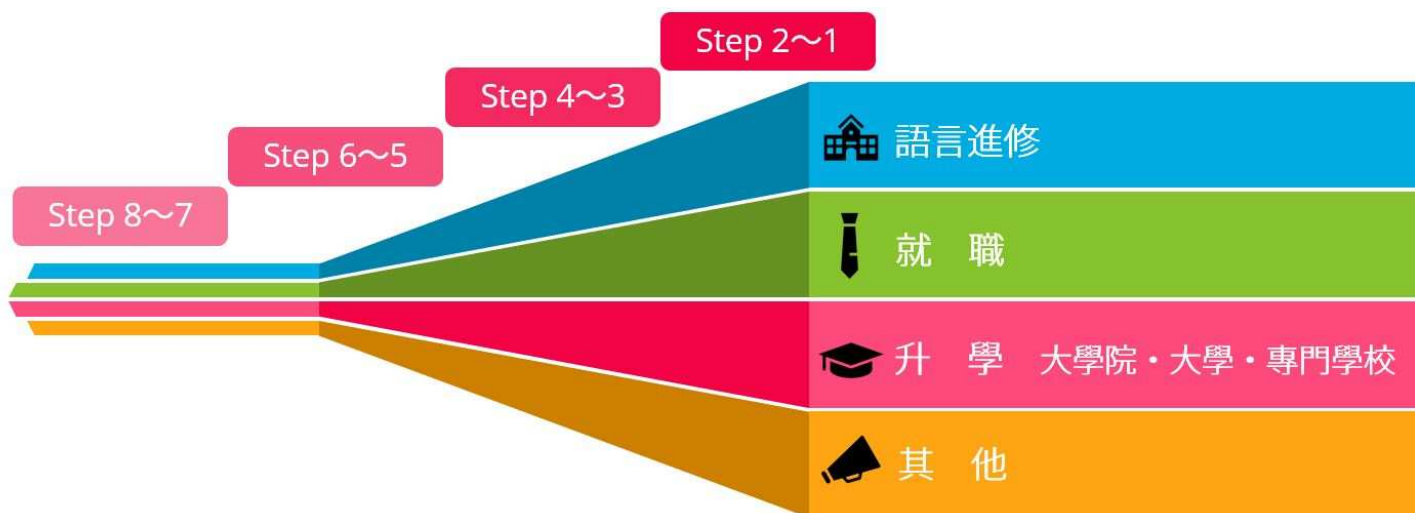 Step 2～1
Step 4～3
Step 6～5
Step 8～7
語言進修
就　職
升　學　大學院・大學・專門學校
其　他